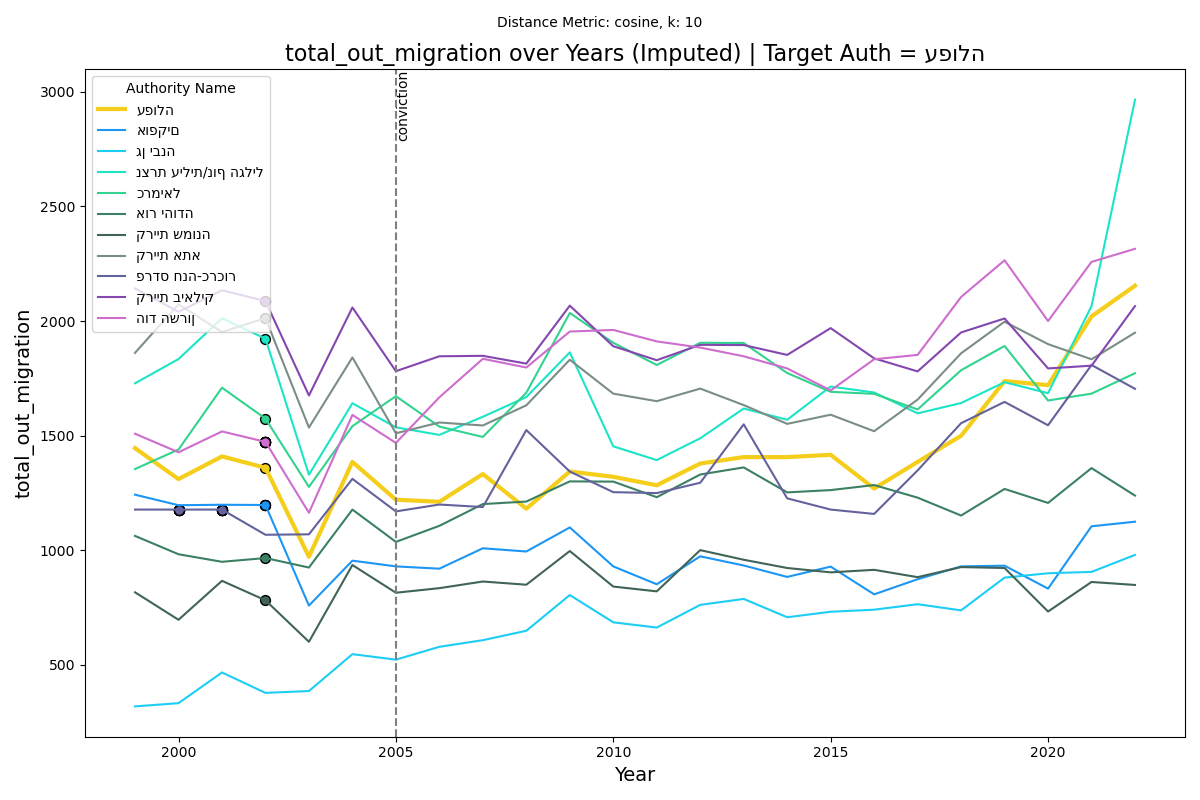 Distance Metric: cosine, k: 10
total_out_migration over Years (Imputed) | Target Auth = עפולה
Authority Name
עפולה
אופקים
גן יבנה
נצרת עילית/נוף הגליל
כרמיאל
אור יהודה
קריית שמונה
קריית אתא
פרדס חנה-כרכור
קריית ביאליק
הוד השרון
conviction
total_out_migration
3000
2500
2000
1500
1000
500
2000 2005 2010 2015 2020
Year